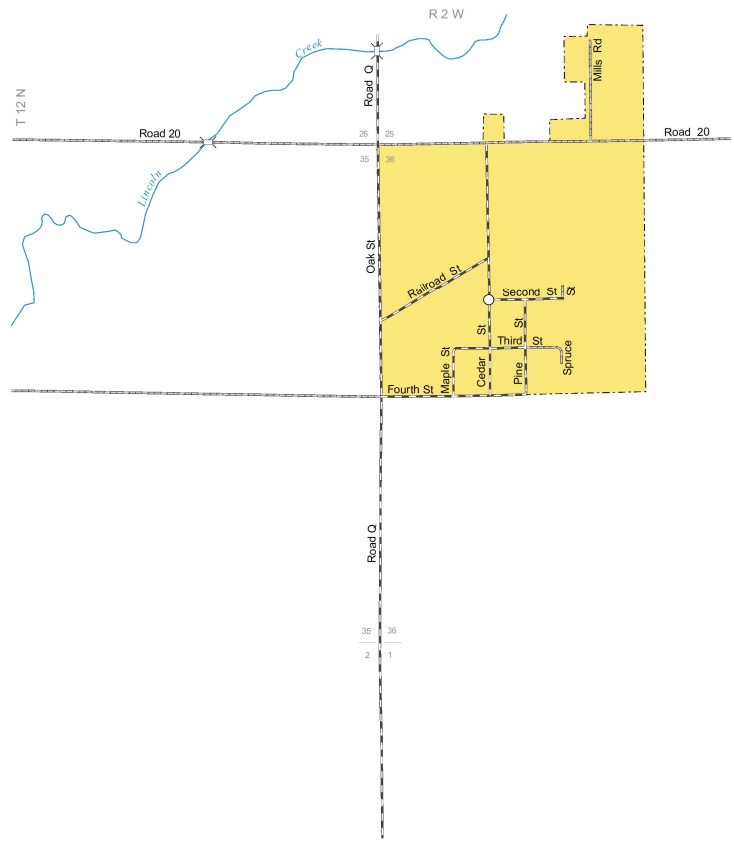 R 2 W
Creek
Mills Rd
Road Q
T 12 N
Road 20
26 25
Road 20
35 36
Lincoln
Oak St
Railroad St
Second St
St
St
St
Third St
Maple St
Cedar
Pine
Spruce
Fourth St
Road Q
35 36
2 1